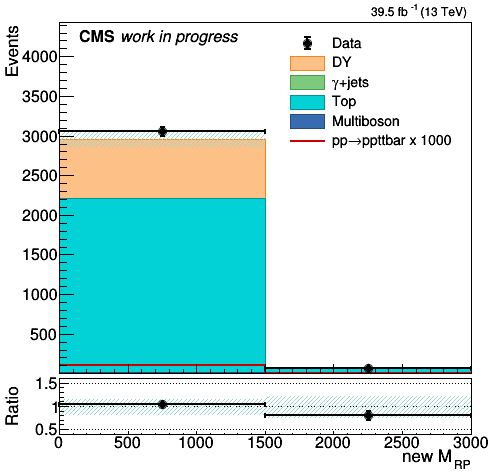 39.5 fb⁻¹ (13 TeV)
Events
CMS work in progress
Data
DY
γ+jets
Top
Multiboson
pp→ppttbar x 1000
4000
3500
3000
2500
2000
1500
1000
500
Ratio
1.5
1
0.5
0 500 1000 1500 2000 2500 3000
new M_RP